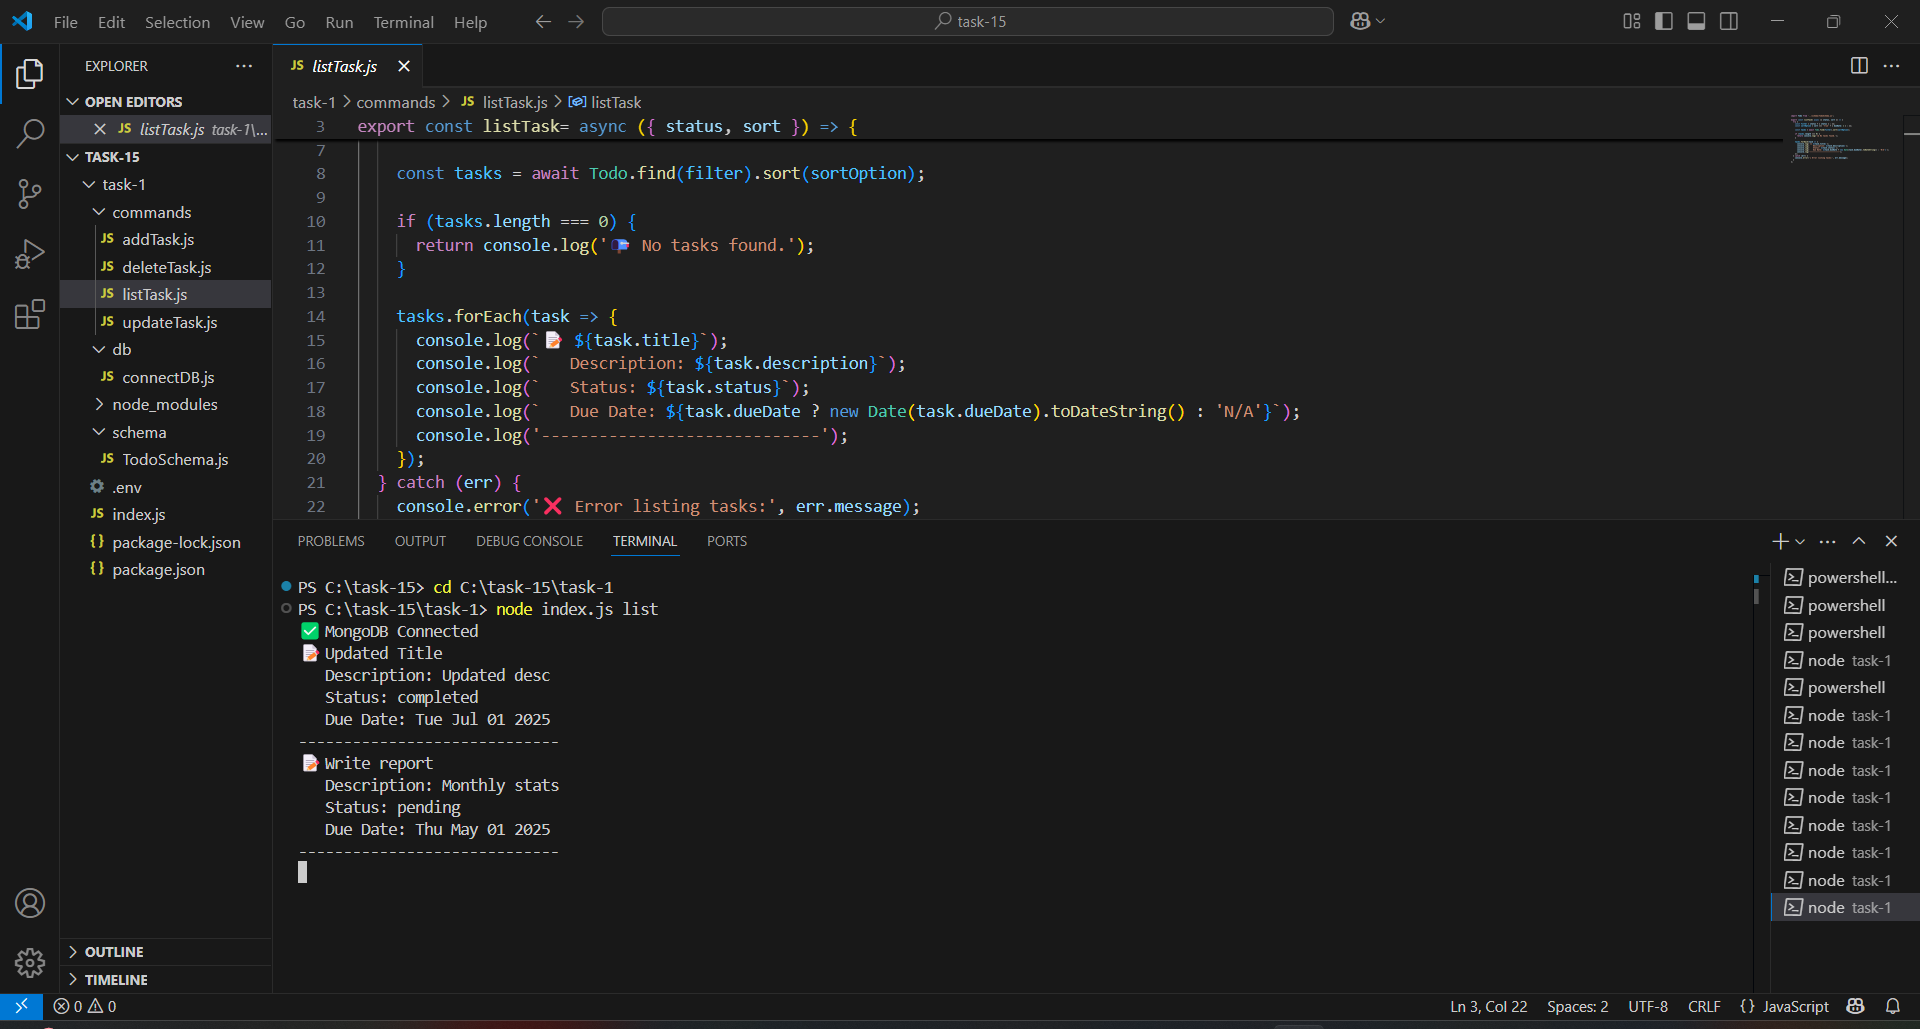 File Edit Selection View Go Run Terminal Help
task-15
EXPLORER
OPEN EDITORS
JS listTask.js task-1\...
TASK-15
task-1
commands
JS addTask.js
JS deleteTask.js
JS listTask.js
JS updateTask.js
db
JS connectDB.js
node_modules
schema
JS TodoSchema.js
.env
JS index.js
{} package-lock.json
{} package.json
OUTLINE
TIMELINE
JS listTask.js
task-1 > commands > JS listTask.js > listTask
3 export const listTask= async ({ status, sort }) => {
7
8 const tasks = await Todo.find(filter).sort(sortOption);
9
10 if (tasks.length === 0) {
11 return console.log('📪 No tasks found.');
12 }
13
14 tasks.forEach(task => {
15 console.log(`📝 ${task.title}`);
16 console.log(`   Description: ${task.description}`);
17 console.log(`   Status: ${task.status}`);
18 console.log(`   Due Date: ${task.dueDate ? new Date(task.dueDate).toDateString() : 'N/A'}`);
19 console.log('-----------------------------');
20 });
21 } catch (err) {
22 console.error('❌ Error listing tasks:', err.message);
PROBLEMS OUTPUT DEBUG CONSOLE TERMINAL PORTS
PS C:\task-15> cd C:\task-15\task-1
PS C:\task-15\task-1> node index.js list
✅ MongoDB Connected
📝 Updated Title
Description: Updated desc
Status: completed
Due Date: Tue Jul 01 2025
-----------------------------
📝 Write report
Description: Monthly stats
Status: pending
Due Date: Thu May 01 2025
-----------------------------
powershell...
powershell
powershell
node task-1
powershell
node task-1
node task-1
node task-1
node task-1
node task-1
node task-1
node task-1
node task-1
0 0
Ln 3, Col 22 Spaces: 2 UTF-8 CRLF {} JavaScript